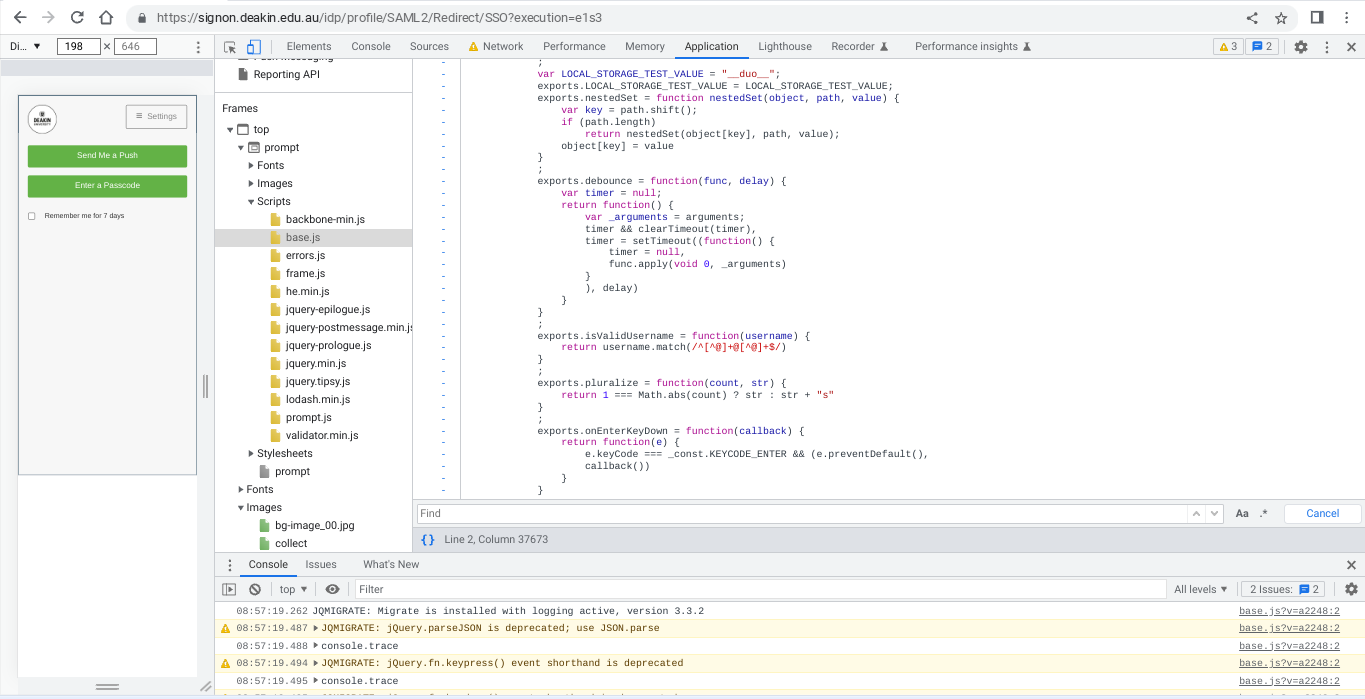 https://signon.deakin.edu.au/idp/profile/SAML2/Redirect/SSO?execution=e1s3
Di... ▼ 198 × 646
Elements Console Sources Network Performance Memory Application Lighthouse Recorder Performance insights 3 2
Reporting API
Frames
top
prompt
Fonts
Images
Scripts
backbone-min.js
base.js
errors.js
frame.js
he.min.js
jquery-epilogue.js
jquery-postmessage.min.js
jquery-prologue.js
jquery.min.js
jquery.tipsy.js
lodash.min.js
prompt.js
validator.min.js
Stylesheets
prompt
Fonts
Images
bg-image_00.jpg
collect
DEAKIN
Settings
Send Me a Push
Enter a Passcode
Remember me for 7 days
;
var LOCAL_STORAGE_TEST_VALUE = "__duo__";
exports.LOCAL_STORAGE_TEST_VALUE = LOCAL_STORAGE_TEST_VALUE;
exports.nestedSet = function nestedSet(object, path, value) {
var key = path.shift();
if (path.length)
return nestedSet(object[key], path, value);
object[key] = value
}
;
exports.debounce = function(func, delay) {
var timer = null;
return function() {
var _arguments = arguments;
timer && clearTimeout(timer),
timer = setTimeout((function() {
timer = null,
func.apply(void 0, _arguments)
}
), delay)
}
}
;
exports.isValidUsername = function(username) {
return username.match(/^[^@]+@[^@]+$/)
}
;
exports.pluralize = function(count, str) {
return 1 === Math.abs(count) ? str : str + "s"
}
;
exports.onEnterKeyDown = function(callback) {
return function(e) {
e.keyCode === _const.KEYCODE_ENTER && (e.preventDefault(),
callback())
}
}
Find Aa .* Cancel
{} Line 2, Column 37673
Console Issues What's New
top ▼ Filter All levels ▼ 2 Issues: 2
08:57:19.262 JQMIGRATE: Migrate is installed with logging active, version 3.3.2 base.js?v=a2248:2
08:57:19.487 JQMIGRATE: jQuery.parseJSON is deprecated; use JSON.parse base.js?v=a2248:2
08:57:19.488 console.trace base.js?v=a2248:2
08:57:19.494 JQMIGRATE: jQuery.fn.keypress() event shorthand is deprecated base.js?v=a2248:2
08:57:19.495 console.trace base.js?v=a2248:2